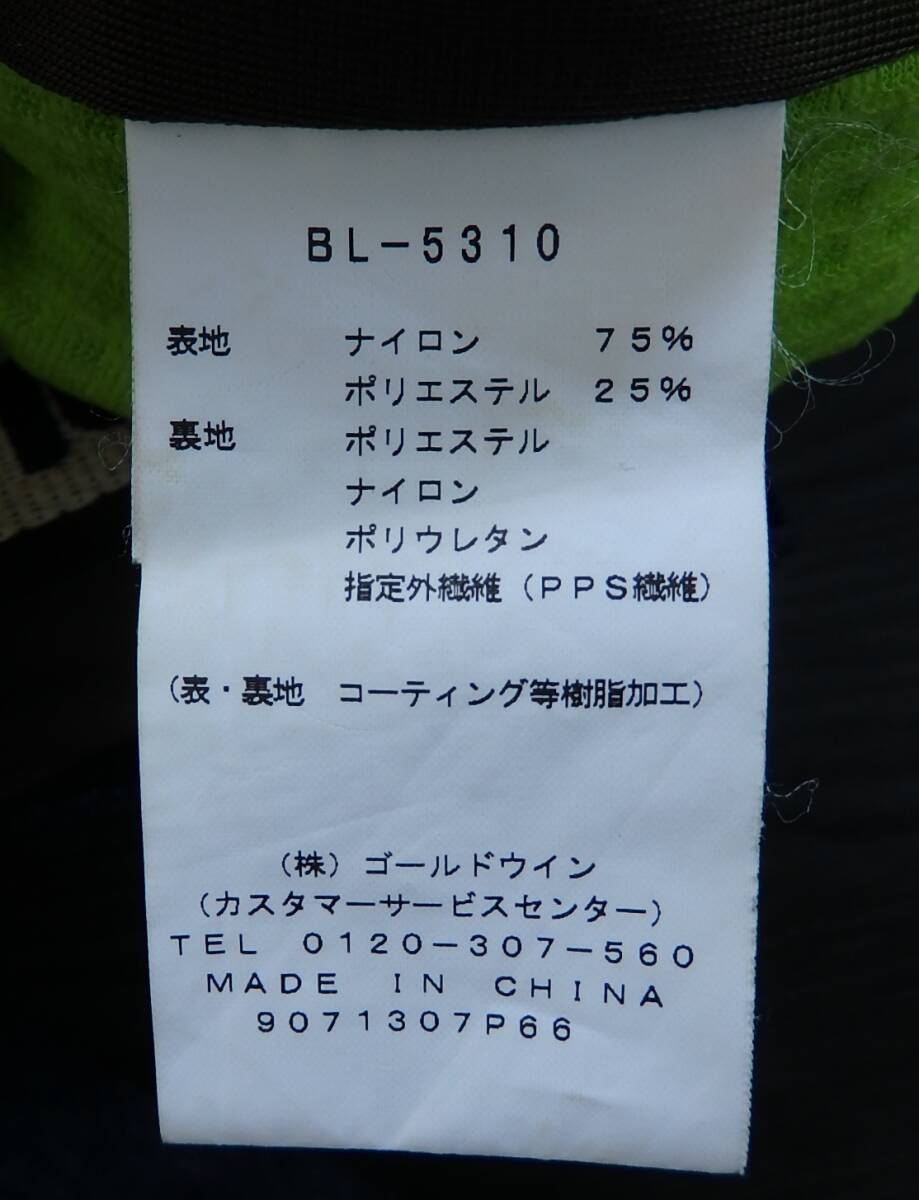 BL-5310
表地 ナイロン 75%
ポリエステル 25%
裏地 ポリエステル
ナイロン
ポリウレタン
指定外繊維(PPS繊維)
(表・裏地 コーティング等樹脂加工)
(株)ゴールドウイン
(カスタマーサービスセンター)
TEL 0120-307-560
MADE IN CHINA
9071307P66